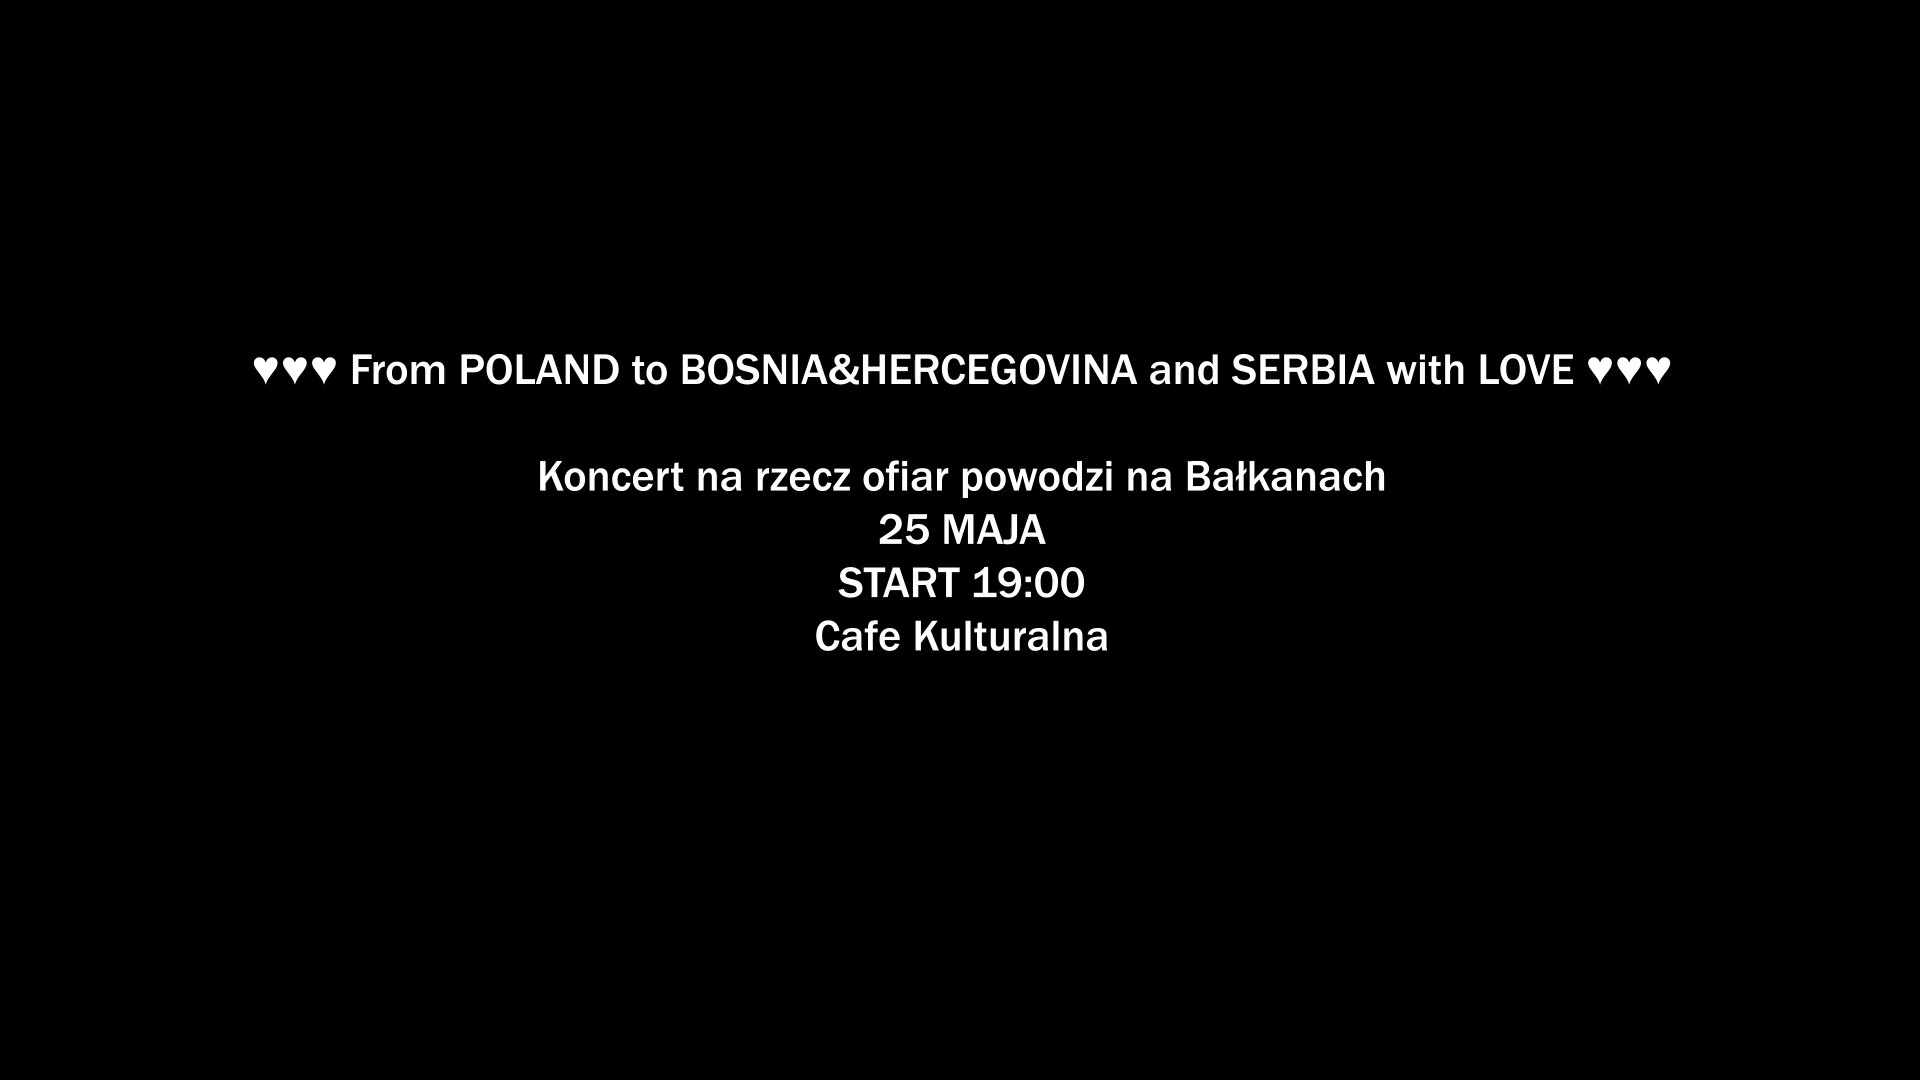 ♥♥♥ From POLAND to BOSNIA&HERCEGOVINA and SERBIA with LOVE ♥♥♥
Koncert na rzecz ofiar powodzi na Bałkanach
25 MAJA
START 19:00
Cafe Kulturalna